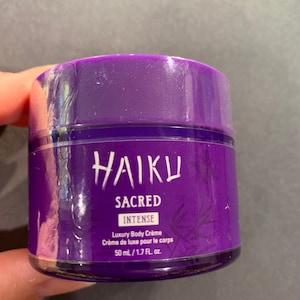 HAIKU
SACRED
INTENSE
Luxury Body Crème
Crème de luxe pour le corps
50 mL / 1.7 FL. oz.